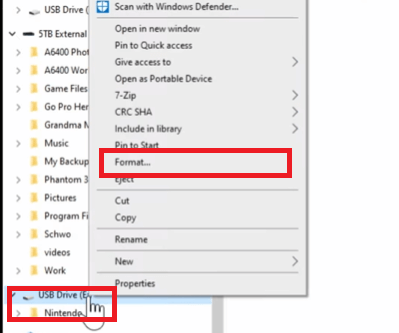 USB Drive (
5TB External
A6400 Phot
A6400 Wor
Game Files
Go Pro Her
Grandma N
Music
My Backup
Phantom 3
Pictures
Program Fi
Schwo
videos
Work
USB Drive (E
Nintende
Scan with Windows Defender...
Open in new window
Pin to Quick access
Give access to
Open as Portable Device
7-Zip
CRC SHA
Include in library
Pin to Start
Format...
Eject
Cut
Copy
Rename
New
Properties